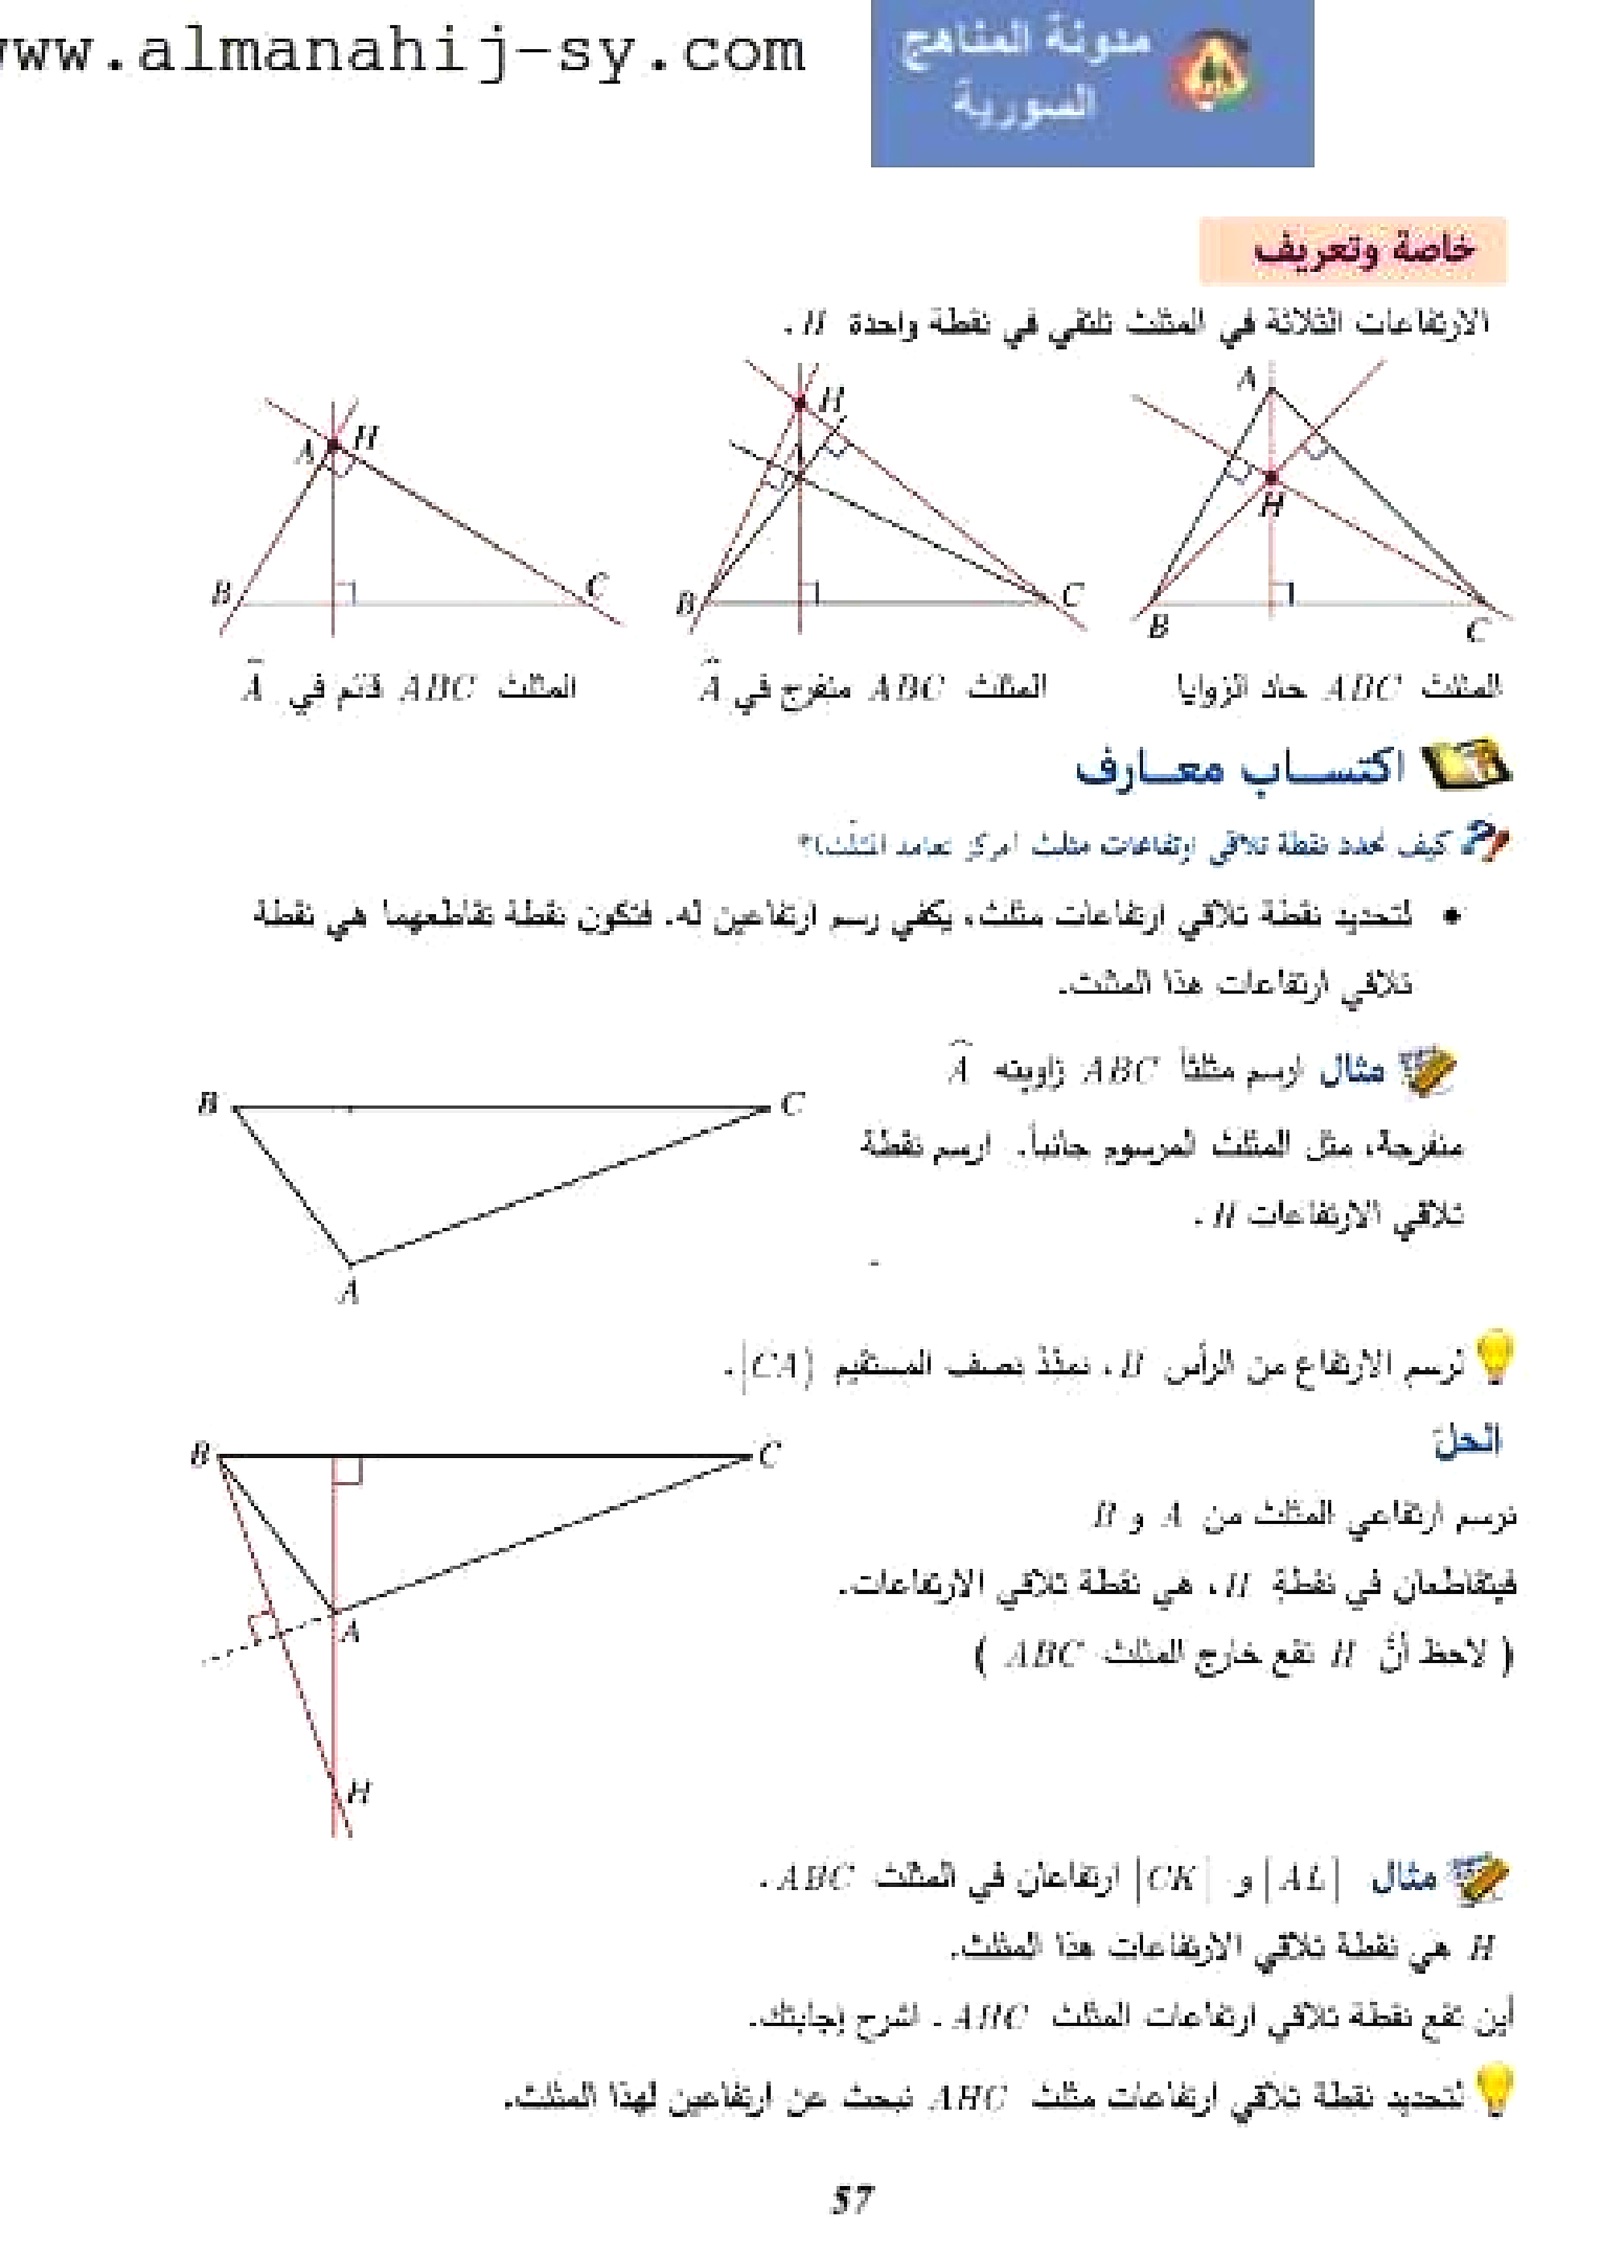 www.almanahij-sy.com
مدونة المناهج
السورية
خاصة وتعريف
الارتفاعات الثلاثة في المثلث تلتقي في نقطة واحدة H .
A
H
B
C
H
B
C
A
H
B
C
المثلث ABC حاد الزوايا
المثلث ABC منفرج في Â
المثلث ABC قائم في Â
اكتساب معارف
كيف أحدد نقطة تلاقي ارتفاعات مثلث (مركز تعامد المثلث)؟
• لتحديد نقطة تلاقي ارتفاعات مثلث، يكفي رسم ارتفاعين له. فتكون نقطة تقاطعهما هي نقطة
تلاقي ارتفاعات هذا المثلث.
مثال ارسم مثلثاً ABC زاويته Â
منفرجة، مثل المثلث المرسوم جانباً. ارسم نقطة
تلاقي الارتفاعات H .
B
C
A
نرسم الارتفاع من الرأس B ، نمدّد نصف المستقيم [CA) .
الحلّ
نرسم ارتفاعي المثلث من A و B
فيتقاطعان في نقطة H ، هي نقطة تلاقي الارتفاعات.
( لاحظ أنّ H تقع خارج المثلث ABC )
B
C
A
H
مثال [AL] و [CK] ارتفاعان في المثلث ABC .
H هي نقطة تلاقي الارتفاعات هذا المثلث.
أين تقع نقطة تلاقي ارتفاعات المثلث AHC . اشرح إجابتك.
لتحديد نقطة تلاقي ارتفاعات مثلث AHC نبحث عن ارتفاعين لهذا المثلث.
57